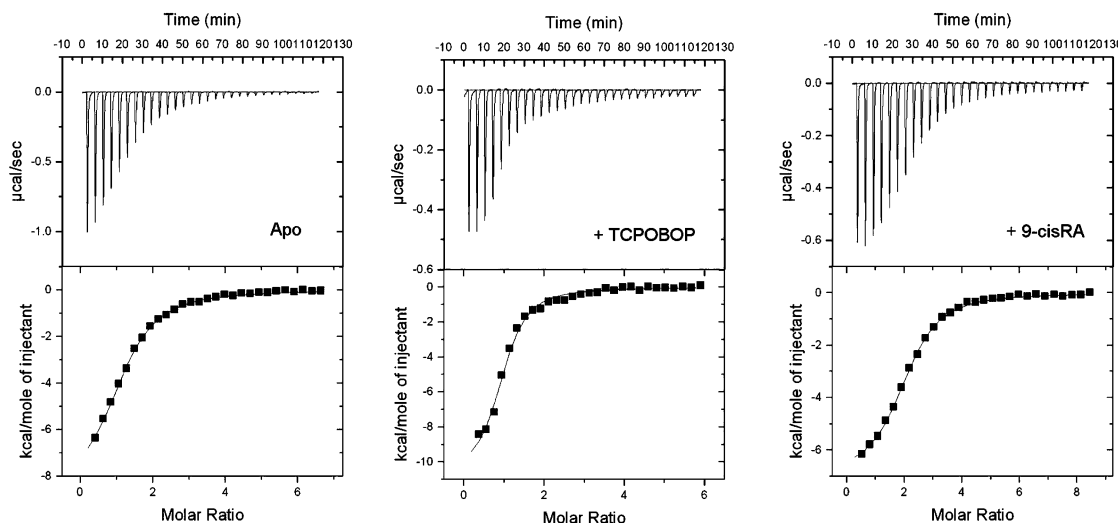 Time (min)
-10 0 10 20 30 40 50 60 70 80 90 100110 120130
0.0
-0.5
-1.0
µcal/sec
Apo
0
-2
-4
-6
-8
kcal/mole of injectant
0 2 4 6
Molar Ratio
Time (min)
-10 0 10 20 30 40 50 60 70 80 90 100110120130
0.0
-0.2
-0.4
-0.6
µcal/sec
+ TCPOBOP
0
-2
-4
-6
-8
-10
kcal/mole of injectant
0 2 4 6
Molar Ratio
Time (min)
-10 0 10 20 30 40 50 60 70 80 90 100110120130
0.0
-0.2
-0.4
-0.6
µcal/sec
+ 9-cisRA
0
-2
-4
-6
kcal/mole of injectant
0 2 4 6 8
Molar Ratio